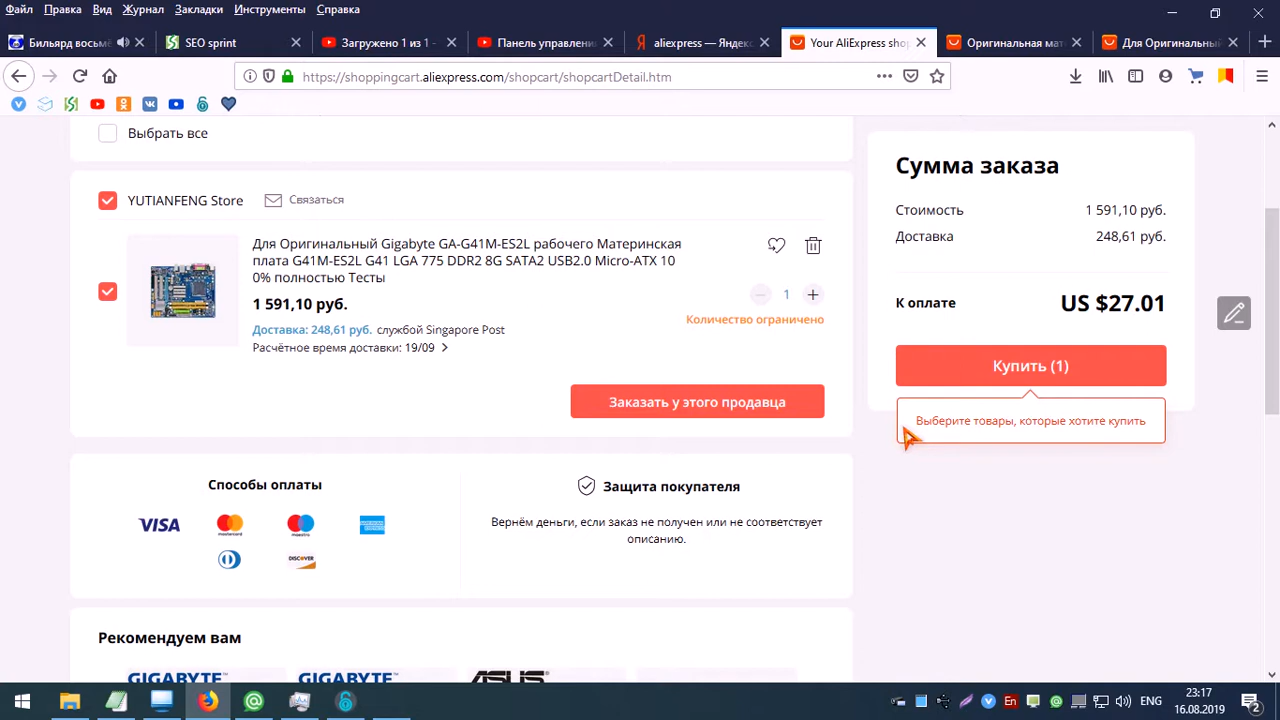 Файл Правка Вид Журнал Закладки Инструменты Справка
Бильярд восьмё SEO sprint Загружено 1 из 1 - Панель управлени aliexpress — Яндекс Your AliExpress shop Оригинальная мате Для Оригинальный
https://shoppingcart.aliexpress.com/shopcart/shopcartDetail.htm
Выбрать все
YUTIANFENG Store Связаться
Для Оригинальный Gigabyte GA-G41M-ES2L рабочего Материнская
плата G41M-ES2L G41 LGA 775 DDR2 8G SATA2 USB2.0 Micro-ATX 10
0% полностью Тесты
1 591,10 руб.
1
Количество ограничено
Доставка: 248,61 руб. службой Singapore Post
Расчётное время доставки: 19/09
Заказать у этого продавца
Сумма заказа
Стоимость 1 591,10 руб.
Доставка 248,61 руб.
К оплате US $27.01
Купить (1)
Выберите товары, которые хотите купить
Способы оплаты
VISA
mastercard
maestro
DISCOVER
Защита покупателя
Вернём деньги, если заказ не получен или не соответствует
описанию.
Рекомендуем вам
GIGABYTE GIGABYTE ASUS
En
ENG
23:17
16.08.2019
2